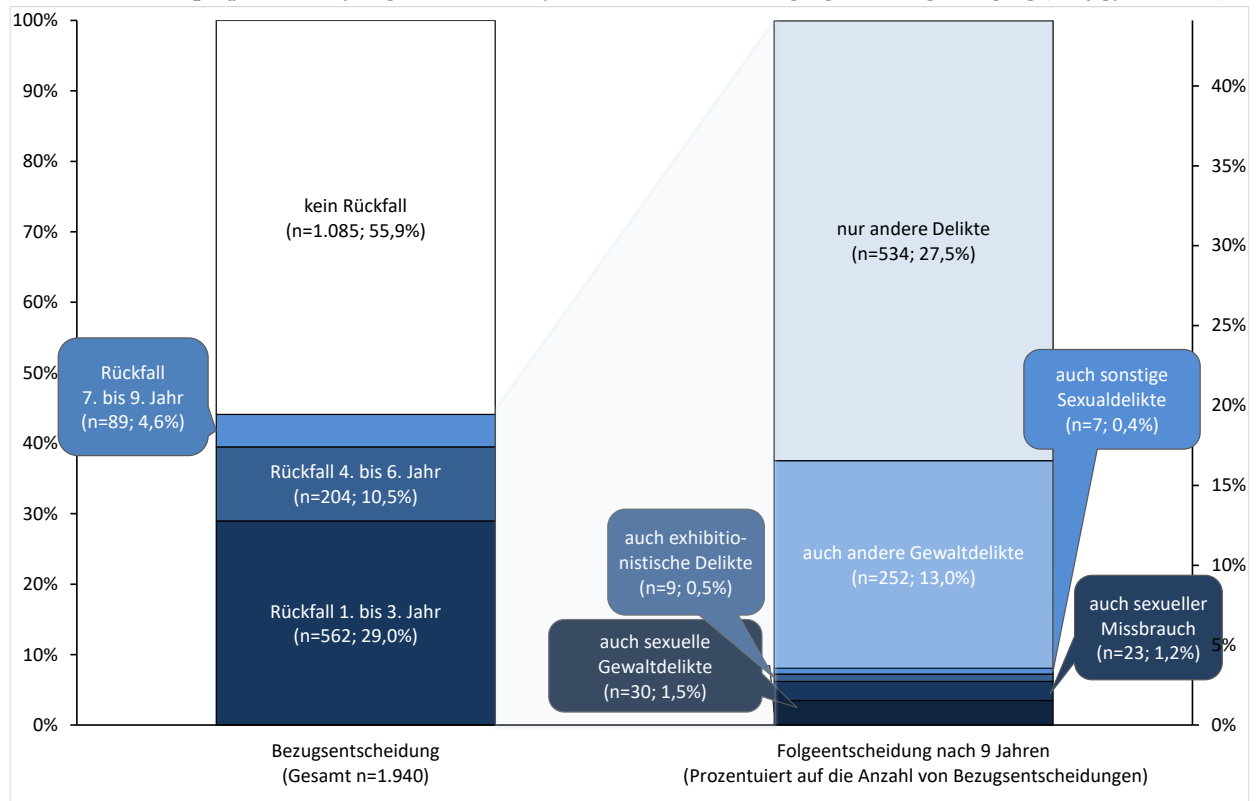 100%
90%
80%
70%
60%
50%
40%
30%
20%
10%
0%
kein Rückfall
(n=1.085; 55,9%)
Rückfall
7. bis 9. Jahr
(n=89; 4,6%)
Rückfall 4. bis 6. Jahr
(n=204; 10,5%)
Rückfall 1. bis 3. Jahr
(n=562; 29,0%)
nur andere Delikte
(n=534; 27,5%)
auch sonstige
Sexualdelikte
(n=7; 0,4%)
auch andere Gewaltdelikte
(n=252; 13,0%)
auch exhibitio-
nistische Delikte
(n=9; 0,5%)
auch sexueller
Missbrauch
(n=23; 1,2%)
auch sexuelle
Gewaltdelikte
(n=30; 1,5%)
40%
35%
30%
25%
20%
15%
10%
5%
0%
Bezugsentscheidung
(Gesamt n=1.940)
Folgeentscheidung nach 9 Jahren
(Prozentuiert auf die Anzahl von Bezugsentscheidungen)